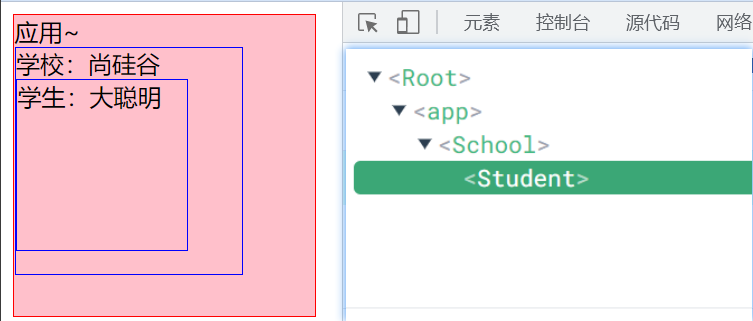 应用~
学校：尚硅谷
学生：大聪明
元素 控制台 源代码 网络
<Root>
<app>
<School>
<Student>